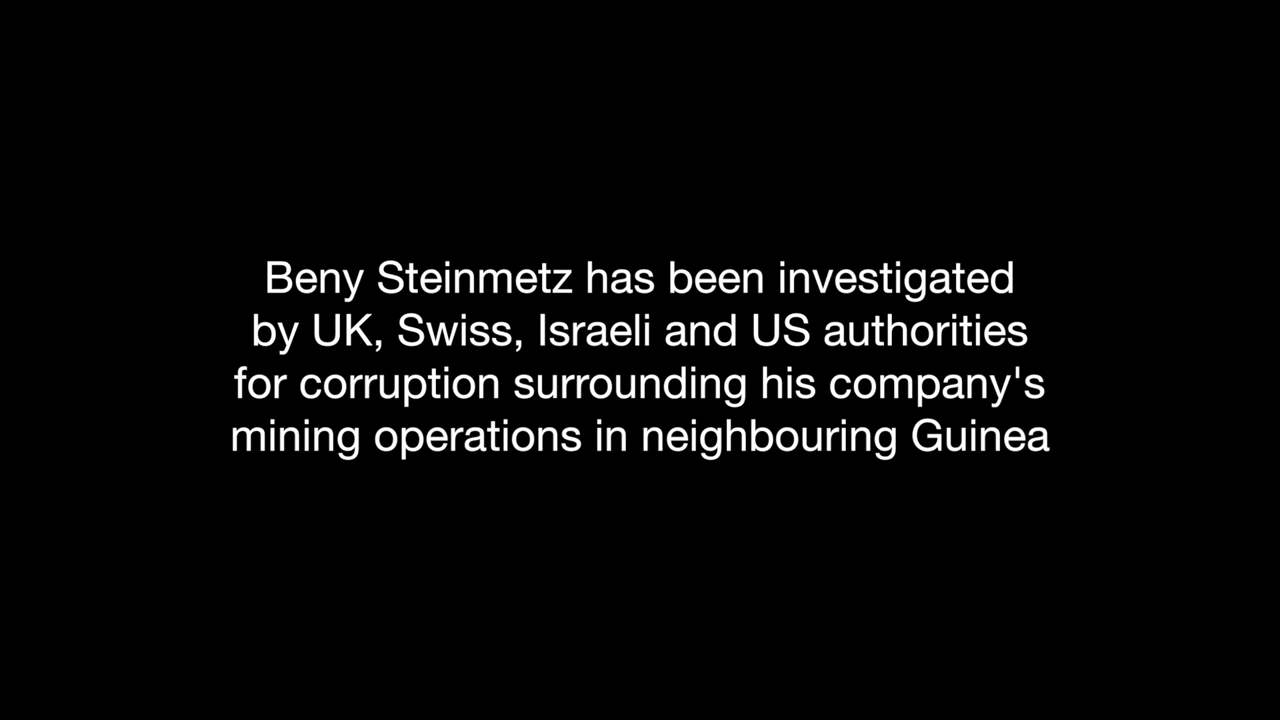 Beny Steinmetz has been investigated
by UK, Swiss, Israeli and US authorities
for corruption surrounding his company's
mining operations in neighbouring Guinea